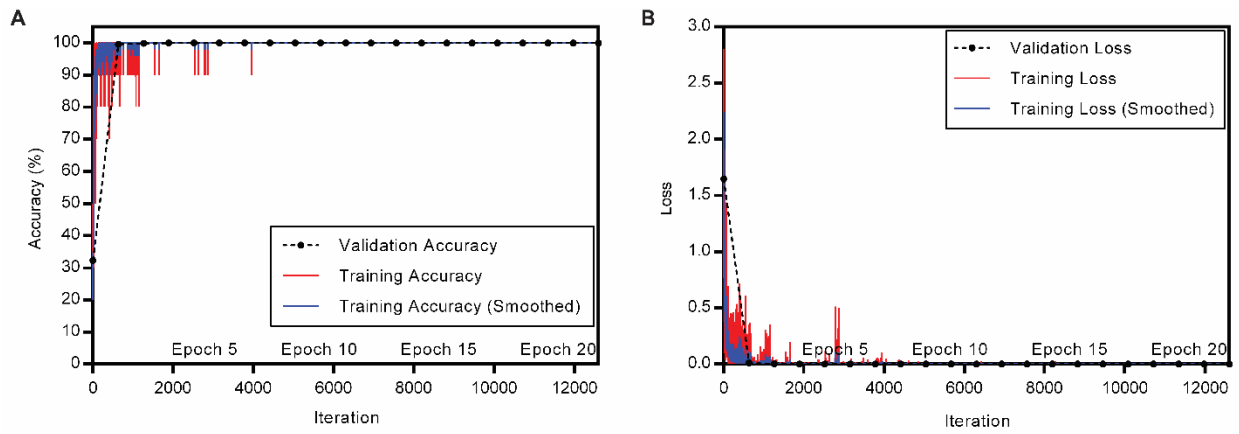 A
100
90
80
70
60
50
40
30
20
10
0
Accuracy (%)
Validation Accuracy
Training Accuracy
Training Accuracy (Smoothed)
Epoch 5 Epoch 10 Epoch 15 Epoch 20
0 2000 4000 6000 8000 10000 12000
Iteration
B
3.0
2.5
2.0
1.5
1.0
0.5
0.0
Loss
Validation Loss
Training Loss
Training Loss (Smoothed)
Epoch 5 Epoch 10 Epoch 15 Epoch 20
0 2000 4000 6000 8000 10000 12000
Iteration